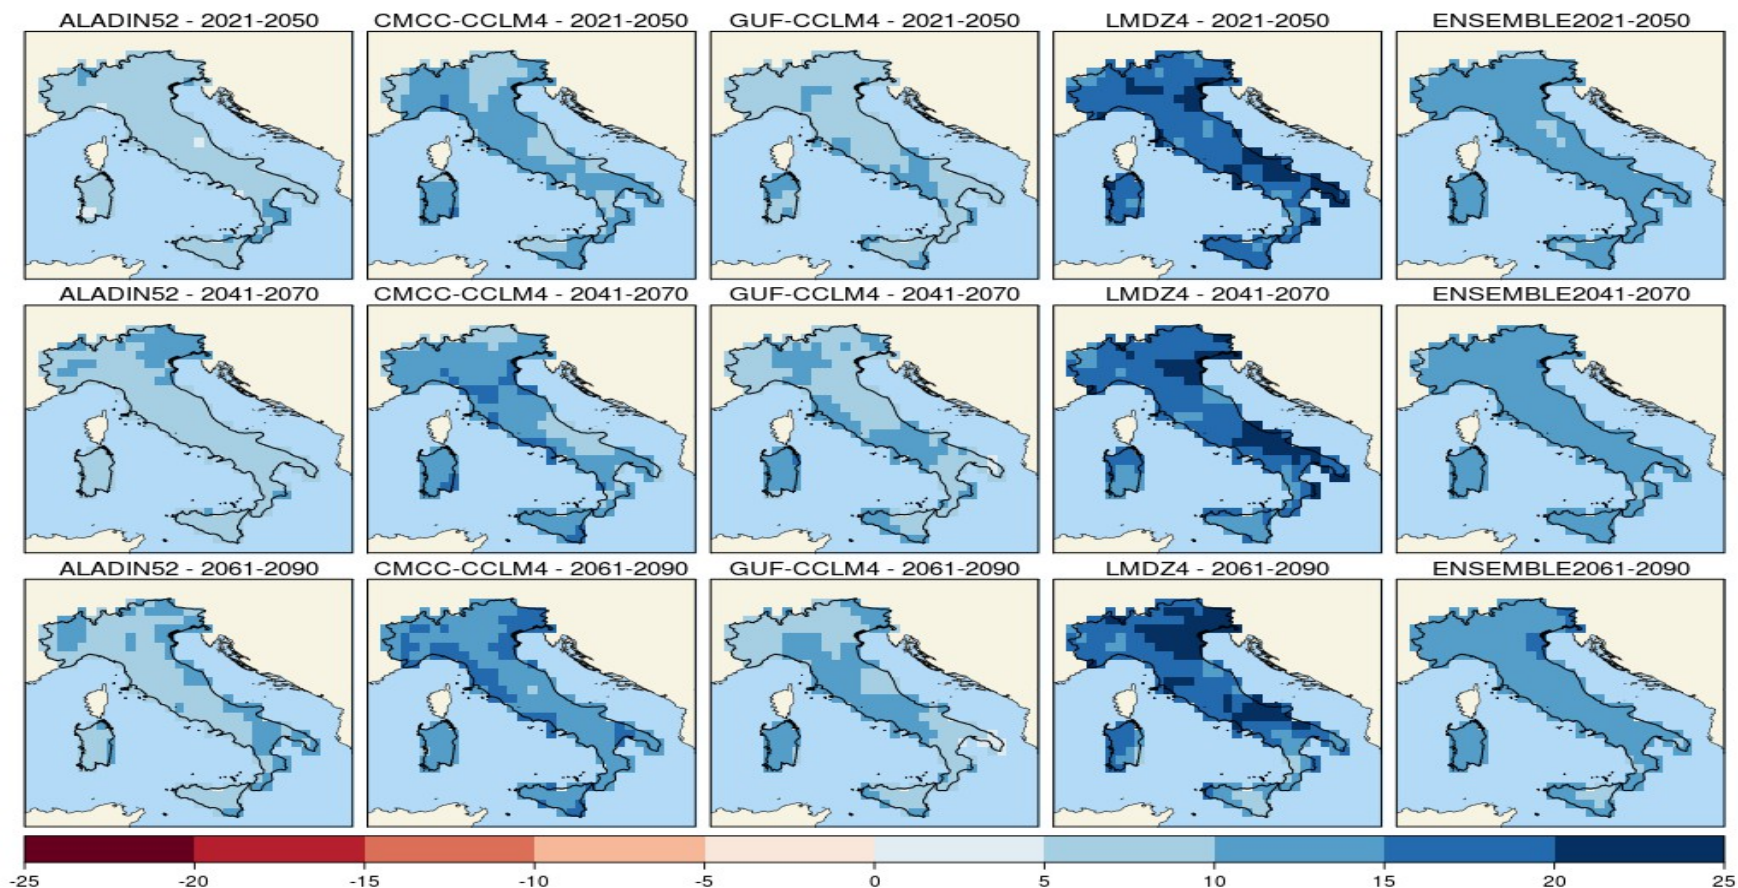 ALADIN52 - 2021-2050 CMCC-CCLM4 - 2021-2050 GUF-CCLM4 - 2021-2050 LMDZ4 - 2021-2050 ENSEMBLE2021-2050
ALADIN52 - 2041-2070 CMCC-CCLM4 - 2041-2070 GUF-CCLM4 - 2041-2070 LMDZ4 - 2041-2070 ENSEMBLE2041-2070
ALADIN52 - 2061-2090 CMCC-CCLM4 - 2061-2090 GUF-CCLM4 - 2061-2090 LMDZ4 - 2061-2090 ENSEMBLE2061-2090
-25 -20 -15 -10 -5 0 5 10 15 20 25